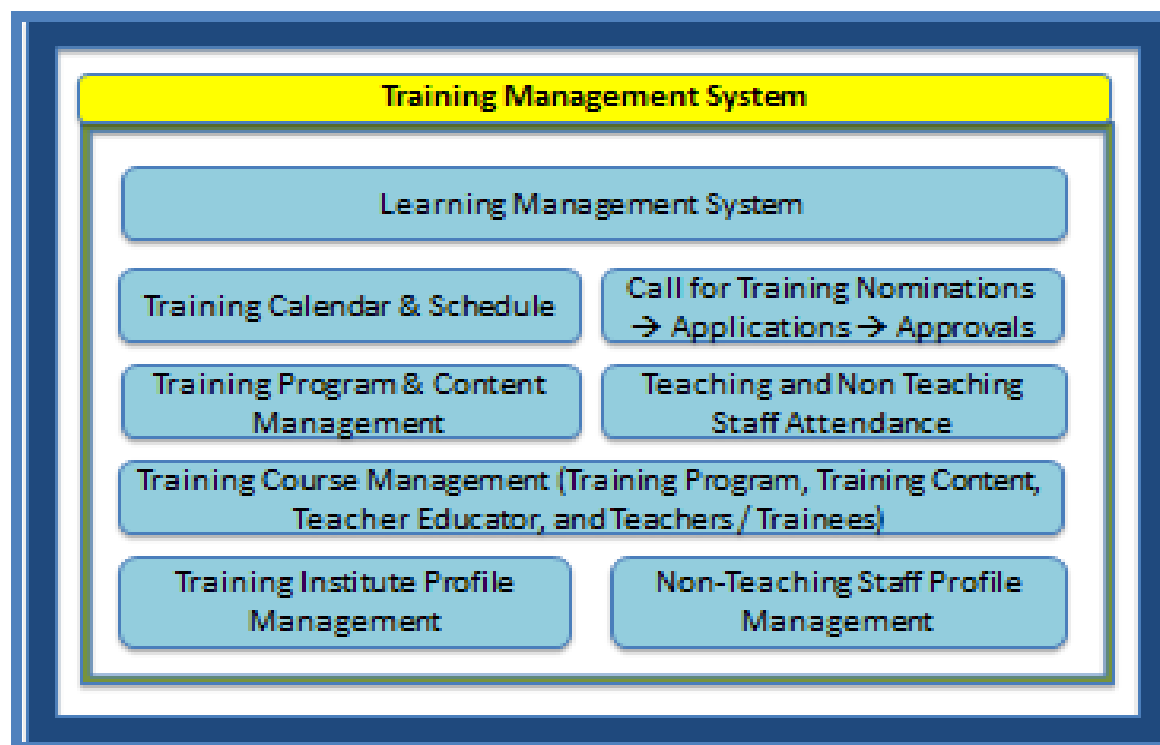 Training Management System
Learning Management System
Training Calendar & Schedule
Call for Training Nominations
→ Applications → Approvals
Training Program & Content
Management
Teaching and Non Teaching
Staff Attendance
Training Course Management (Training Program, Training Content,
Teacher Educator, and Teachers / Trainees)
Training Institute Profile
Management
Non-Teaching Staff Profile
Management